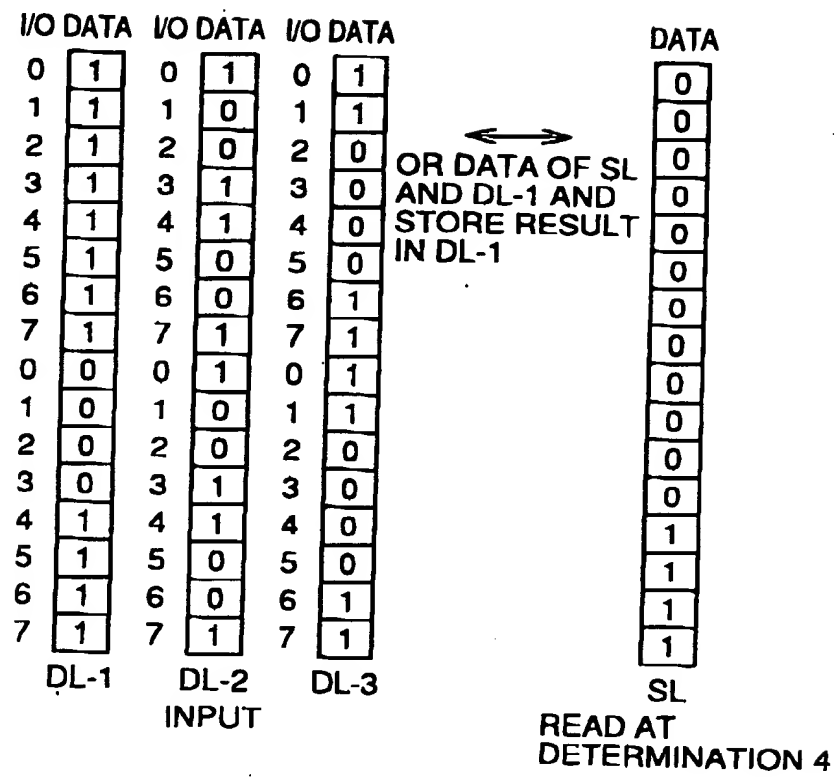 I/O DATA I/O DATA I/O DATA DATA
0 1 0 1 0 1 0
1 1 1 0 1 1 0
2 1 2 0 2 0 0
3 1 3 1 3 0 0
4 1 4 1 4 0 0
5 1 5 0 5 0 0
6 1 6 0 6 1 0
7 1 7 1 7 1 0
0 0 0 1 0 1 0
1 0 1 0 1 1 0
2 0 2 0 2 0 0
3 0 3 1 3 0 0
4 1 4 1 4 0 1
5 1 5 0 5 0 1
6 1 6 0 6 1 1
7 1 7 1 7 1 1
OR DATA OF SL
AND DL-1 AND
STORE RESULT
IN DL-1
DL-1 DL-2 DL-3 SL
INPUT
READ AT
DETERMINATION 4